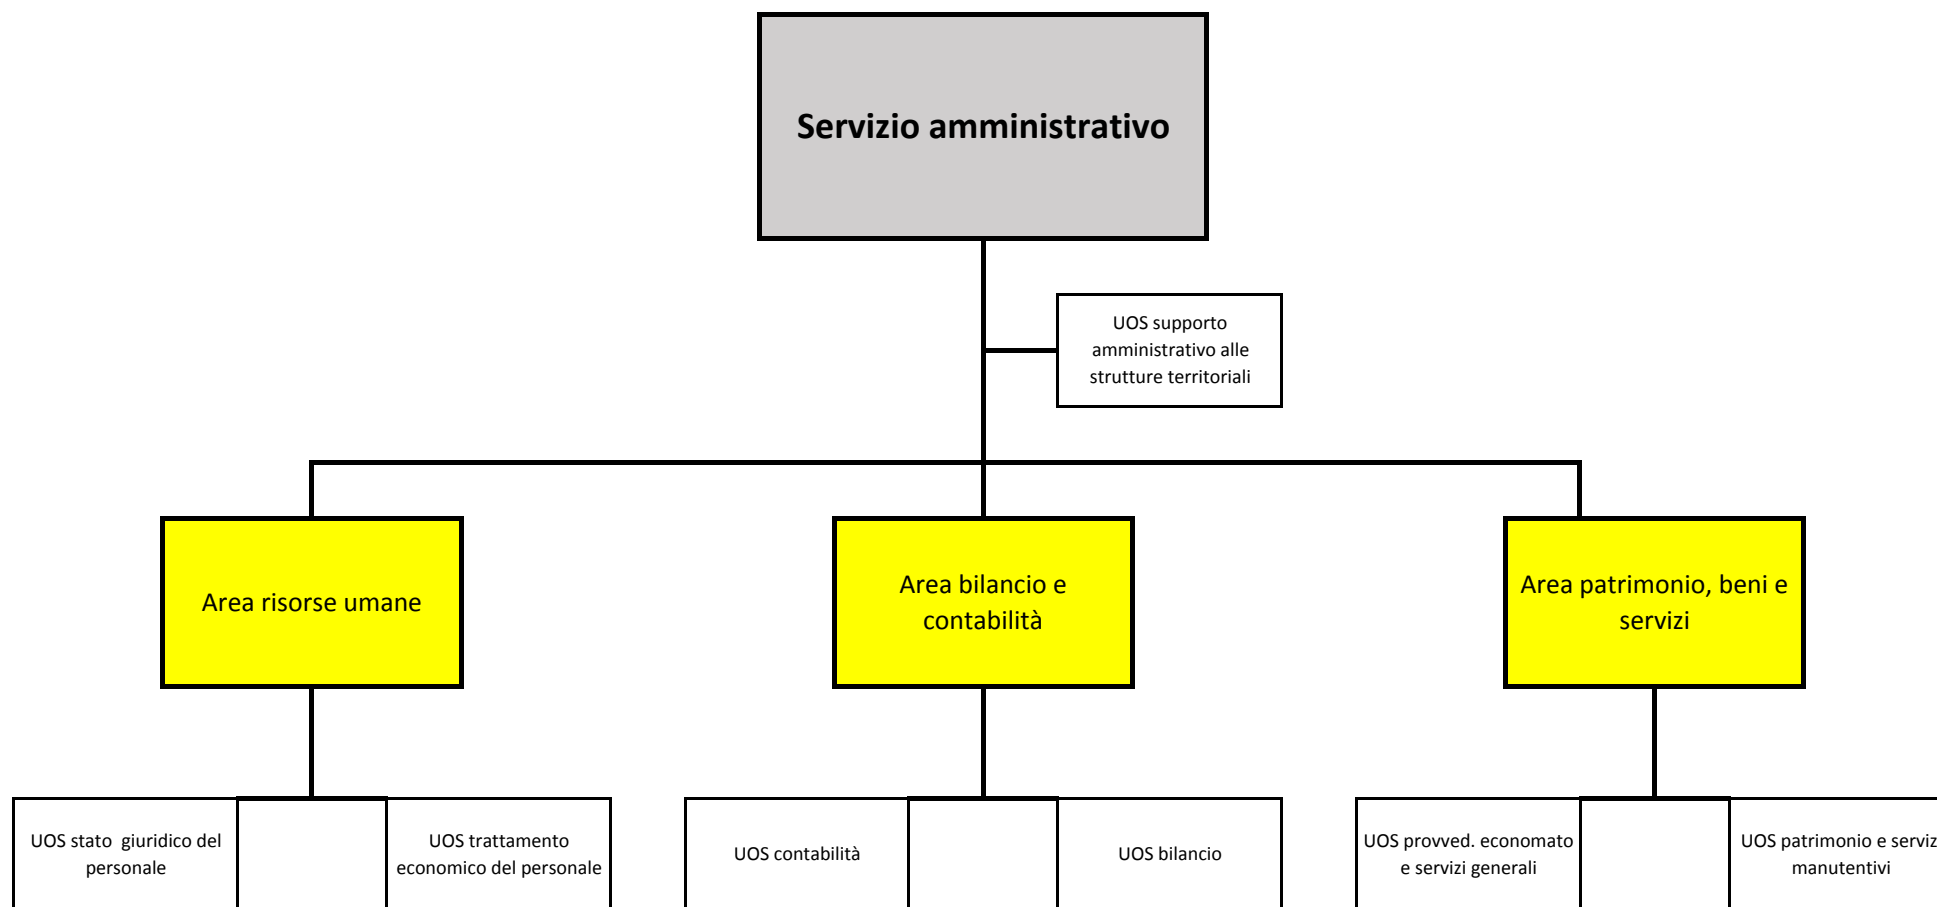 Servizio amministrativo
UOS supporto
amministrativo alle
strutture territoriali
Area risorse umane
Area bilancio e
contabilità
Area patrimonio, beni e
servizi
UOS stato  giuridico del
personale
UOS trattamento
economico del personale
UOS contabilità
UOS bilancio
UOS provved. economato
e servizi generali
UOS patrimonio e serviz
manutentivi